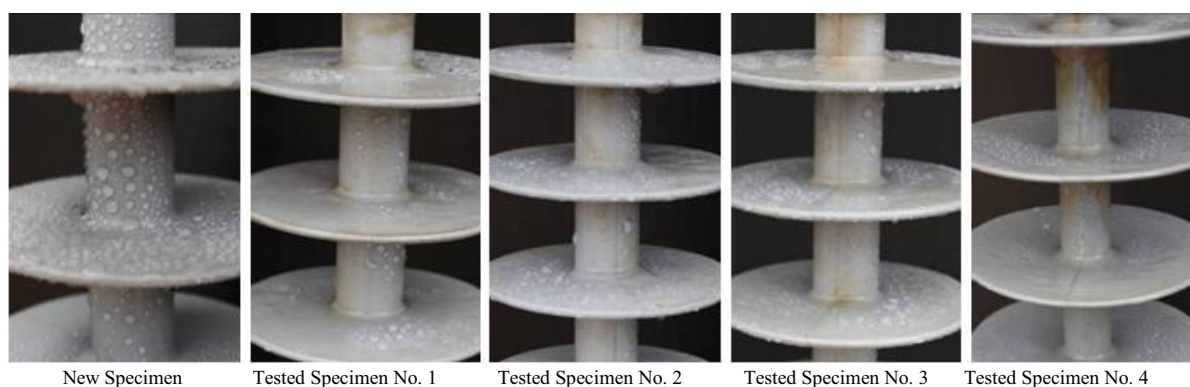 New Specimen
Tested Specimen No. 1
Tested Specimen No. 2
Tested Specimen No. 3
Tested Specimen No. 4